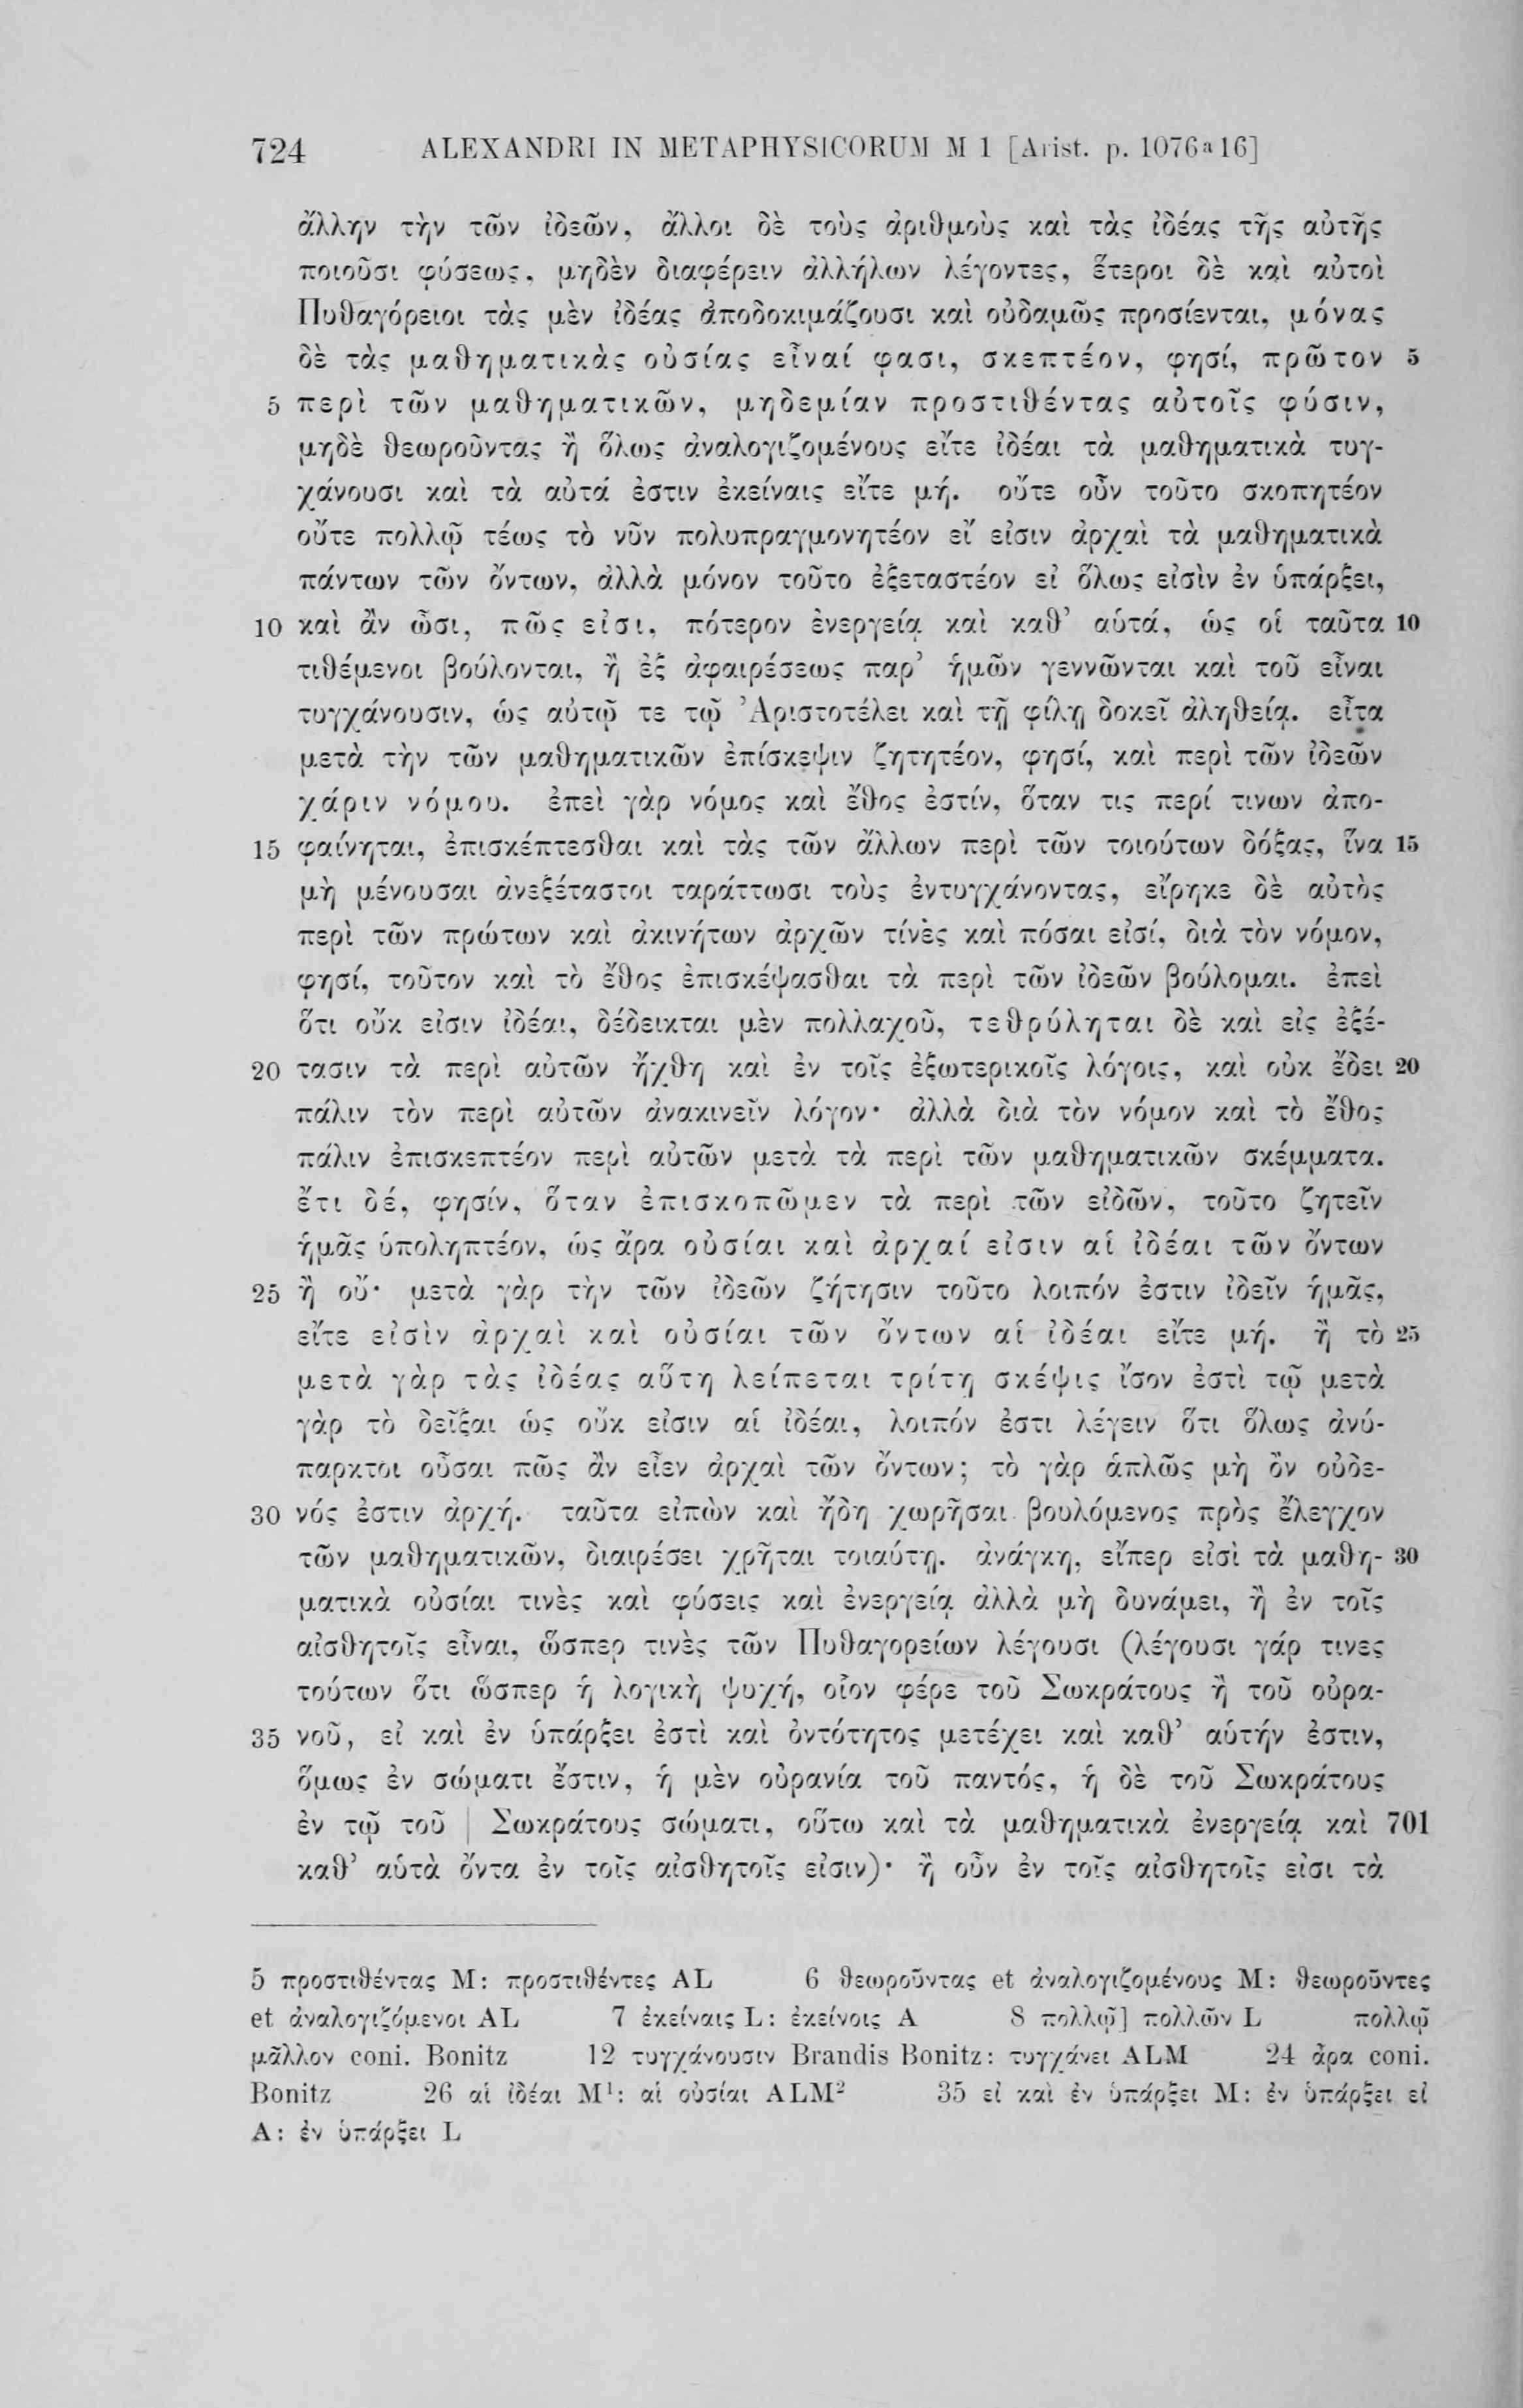 724 ALEXANDRI IN METAPHYSICORUM M 1 [Arist. p. 1076ª16]
ἄλλην τὴν τῶν ἰδεῶν, ἄλλοι δὲ τοὺς ἀριθμοὺς καὶ τὰς ἰδέας τῆς αὐτῆς
ποιοῦσι φύσεως, μηδὲν διαφέρειν ἀλλήλων λέγοντες, ἕτεροι δὲ καὶ αὐτοὶ
Πυθαγόρειοι τὰς μὲν ἰδέας ἀποδοκιμάζουσι καὶ οὐδαμῶς προσίενται, μόνας
δὲ τὰς μαθηματικὰς οὐσίας εἶναί φασι, σκεπτέον, φησί, πρῶτον 5
5 περὶ τῶν μαθηματικῶν, μηδεμίαν προστιθέντας αὐτοῖς φύσιν,
μηδὲ θεωροῦντας ἢ ὅλως ἀναλογιζομένους εἴτε ἰδέαι τὰ μαθηματικὰ τυγ-
χάνουσι καὶ τὰ αὐτά ἐστιν ἐκείναις εἴτε μή. οὔτε οὖν τοῦτο σκοπητέον
οὔτε πολλῷ τέως τὸ νῦν πολυπραγμονητέον εἴ εἰσιν ἀρχαὶ τὰ μαθηματικὰ
πάντων τῶν ὄντων, ἀλλὰ μόνον τοῦτο ἐξεταστέον εἰ ὅλως εἰσὶν ἐν ὑπάρξει,
10 καὶ ἂν ὦσι, πῶς εἰσι, πότερον ἐνεργείᾳ καὶ καθ’ αὑτά, ὡς οἱ ταῦτα 10
τιθέμενοι βούλονται, ἢ ἐξ ἀφαιρέσεως παρ’ ἡμῶν γεννῶνται καὶ τοῦ εἶναι
τυγχάνουσιν, ὡς αὐτῷ τε τῷ Ἀριστοτέλει καὶ τῇ φίλῃ δοκεῖ ἀληθείᾳ. εἶτα
μετὰ τὴν τῶν μαθηματικῶν ἐπίσκεψιν ζητητέον, φησί, καὶ περὶ τῶν ἰδεῶν
χάριν νόμου. ἐπεὶ γὰρ νόμος καὶ ἔθος ἐστίν, ὅταν τις περί τινων ἀπο-
15 φαίνηται, ἐπισκέπτεσθαι καὶ τὰς τῶν ἄλλων περὶ τῶν τοιούτων δόξας, ἵνα 15
μὴ μένουσαι ἀνεξέταστοι ταράττωσι τοὺς ἐντυγχάνοντας, εἴρηκε δὲ αὐτὸς
περὶ τῶν πρώτων καὶ ἀκινήτων ἀρχῶν τίνες καὶ πόσαι εἰσί, διὰ τὸν νόμον,
φησί, τοῦτον καὶ τὸ ἔθος ἐπισκέψασθαι τὰ περὶ τῶν ἰδεῶν βούλομαι. ἐπεὶ
ὅτι οὔκ εἰσιν ἰδέαι, δέδεικται μὲν πολλαχοῦ, τεθρύληται δὲ καὶ εἰς ἐξέ-
20 τασιν τὰ περὶ αὐτῶν ἤχθη καὶ ἐν τοῖς ἐξωτερικοῖς λόγοις, καὶ οὐκ ἔδει 20
πάλιν τὸν περὶ αὐτῶν ἀνακινεῖν λόγον· ἀλλὰ διὰ τὸν νόμον καὶ τὸ ἔθος
πάλιν ἐπισκεπτέον περὶ αὐτῶν μετὰ τὰ περὶ τῶν μαθηματικῶν σκέμματα.
ἔτι δέ, φησίν, ὅταν ἐπισκοπῶμεν τὰ περὶ τῶν εἰδῶν, τοῦτο ζητεῖν
ἡμᾶς ὑποληπτέον, ὡς ἄρα οὐσίαι καὶ ἀρχαί εἰσιν αἱ ἰδέαι τῶν ὄντων
25 ἢ οὔ· μετὰ γὰρ τὴν τῶν ἰδεῶν ζήτησιν τοῦτο λοιπόν ἐστιν ἰδεῖν ἡμᾶς,
εἴτε εἰσὶν ἀρχαὶ καὶ οὐσίαι τῶν ὄντων αἱ ἰδέαι εἴτε μή. ἢ τὸ 25
μετὰ γὰρ τὰς ἰδέας αὕτη λείπεται τρίτη σκέψις ἴσον ἐστὶ τῷ μετὰ
γὰρ τὸ δεῖξαι ὡς οὔκ εἰσιν αἱ ἰδέαι, λοιπόν ἐστι λέγειν ὅτι ὅλως ἀνύ-
παρκτοι οὖσαι πῶς ἂν εἶεν ἀρχαὶ τῶν ὄντων; τὸ γὰρ ἁπλῶς μὴ ὂν οὐδε-
30 νός ἐστιν ἀρχή. ταῦτα εἰπὼν καὶ ἤδη χωρῆσαι βουλόμενος πρὸς ἔλεγχον
τῶν μαθηματικῶν, διαιρέσει χρῆται τοιαύτῃ. ἀνάγκη, εἴπερ εἰσὶ τὰ μαθη- 30
ματικὰ οὐσίαι τινὲς καὶ φύσεις καὶ ἐνεργείᾳ ἀλλὰ μὴ δυνάμει, ἢ ἐν τοῖς
αἰσθητοῖς εἶναι, ὥσπερ τινὲς τῶν Πυθαγορείων λέγουσι (λέγουσι γάρ τινες
τούτων ὅτι ὥσπερ ἡ λογικὴ ψυχή, οἷον φέρε τοῦ Σωκράτους ἢ τοῦ οὐρα-
35 νοῦ, εἰ καὶ ἐν ὑπάρξει ἐστὶ καὶ ὀντότητος μετέχει καὶ καθ’ αὑτήν ἐστιν,
ὅμως ἐν σώματι ἔστιν, ἡ μὲν οὐρανία τοῦ παντός, ἡ δὲ τοῦ Σωκράτους
ἐν τῷ τοῦ | Σωκράτους σώματι, οὕτω καὶ τὰ μαθηματικὰ ἐνεργείᾳ καὶ 701
καθ’ αὑτὰ ὄντα ἐν τοῖς αἰσθητοῖς εἰσιν)· ἢ οὖν ἐν τοῖς αἰσθητοῖς εἰσι τὰ
5 προστιθέντας M: προστιθέντες AL 6 θεωροῦντας et ἀναλογιζομένους M: θεωροῦντες
et ἀναλογιζόμενοι AL 7 ἐκείναις L: ἐκείνοις A 8 πολλῷ] πολλῶν L πολλῷ
μᾶλλον coni. Bonitz 12 τυγχάνουσιν Brandis Bonitz: τυγχάνει ALM 24 ἆρα coni.
Bonitz 26 αἱ ἰδέαι M¹: αἱ οὐσίαι ALM² 35 εἰ καὶ ἐν ὑπάρξει M: ἐν ὑπάρξει εἰ
A: ἐν ὑπάρξει L